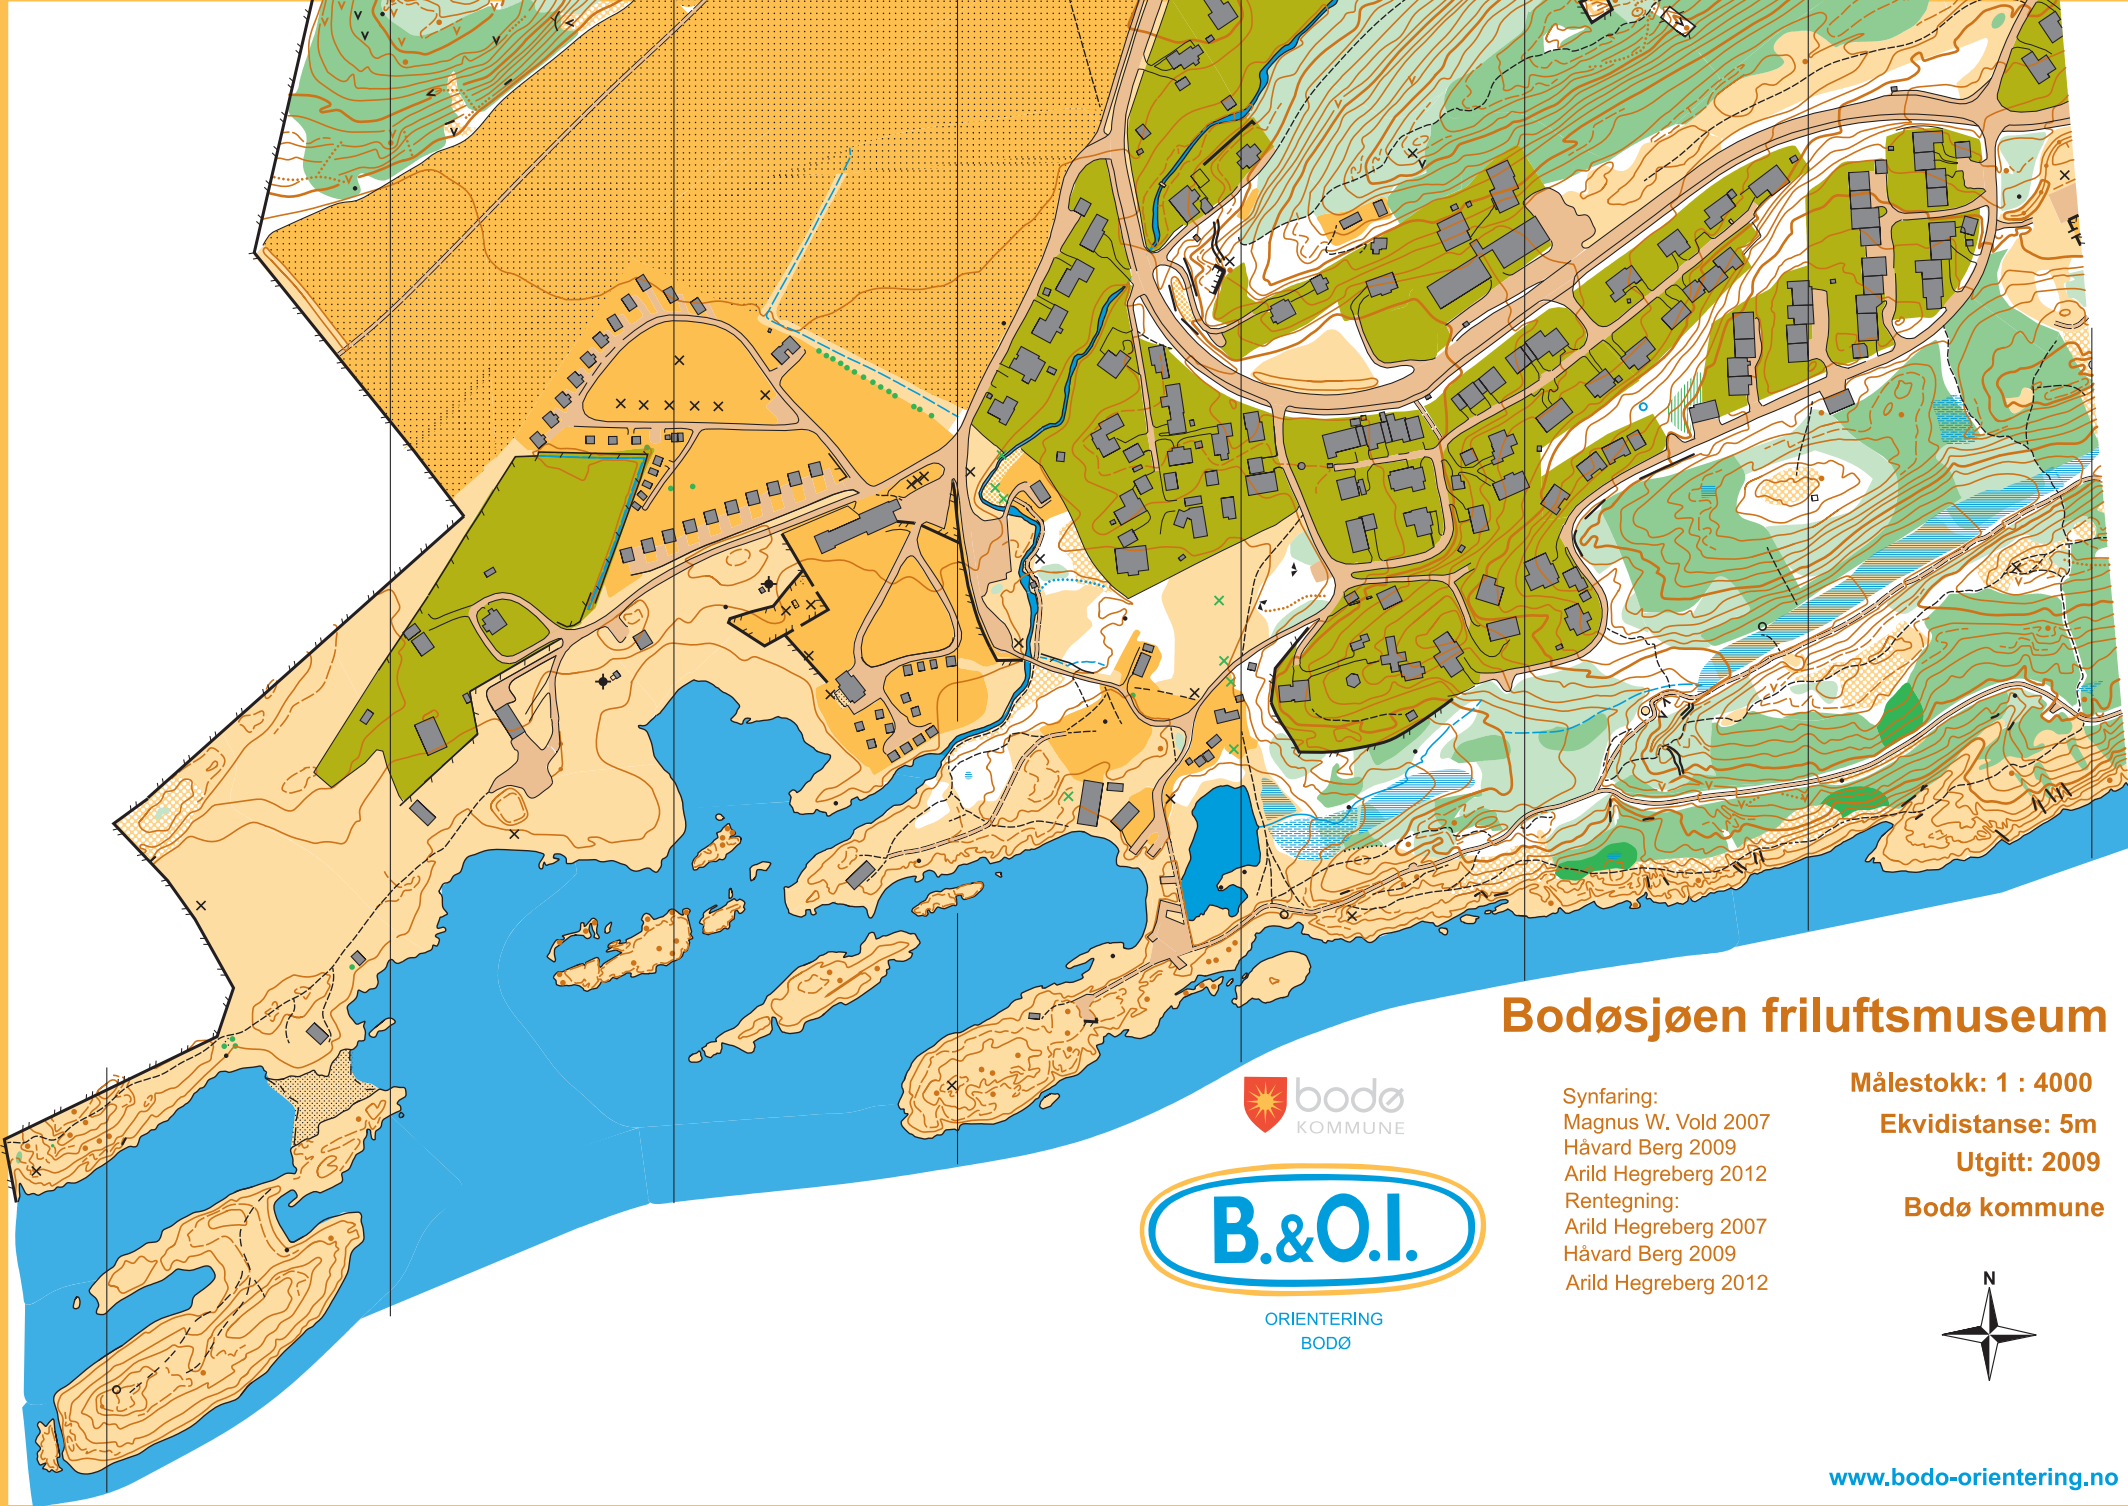 Bodøsjøen friluftsmuseum
Målestokk: 1 : 4000
Ekvidistanse: 5m
Utgitt: 2009
Bodø kommune
Synfaring:
Magnus W. Vold 2007
Håvard Berg 2009
Arild Hegreberg 2012
Rentegning:
Arild Hegreberg 2007
Håvard Berg 2009
Arild Hegreberg 2012
bodø
KOMMUNE
B.&O.I.
ORIENTERING
BODØ
N
www.bodo-orientering.no